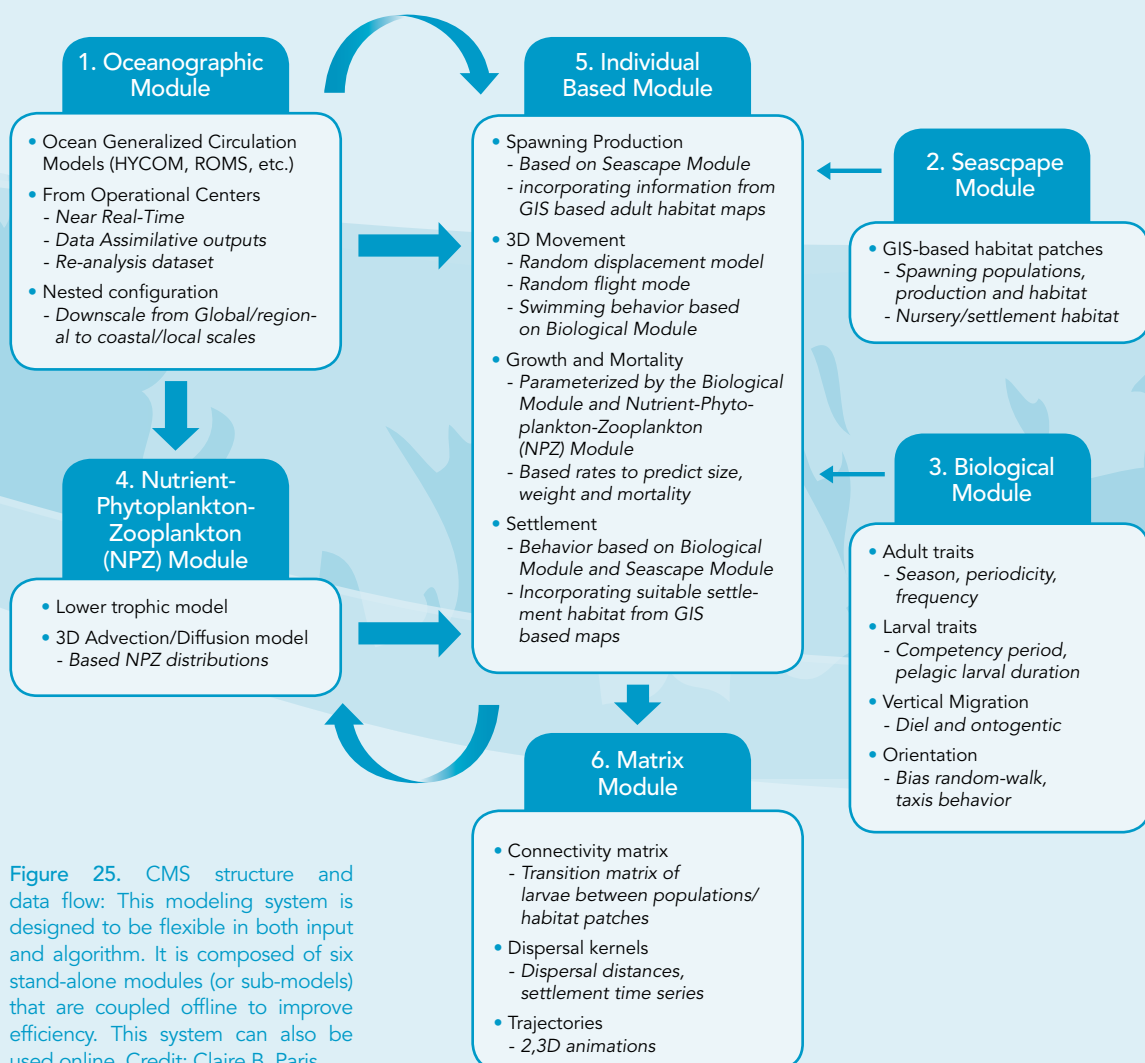 1. Oceanographic
Module
• Ocean Generalized Circulation
Models (HYCOM, ROMS, etc.)
• From Operational Centers
- Near Real-Time
- Data Assimilative outputs
- Re-analysis dataset
• Nested configuration
- Downscale from Global/region-
al to coastal/local scales
4. Nutrient-
Phytoplankton-
Zooplankton
(NPZ) Module
• Lower trophic model
• 3D Advection/Diffusion model
- Based NPZ distributions
5. Individual
Based Module
• Spawning Production
- Based on Seascape Module
- incorporating information from
GIS based adult habitat maps
• 3D Movement
- Random displacement model
- Random flight mode
- Swimming behavior based
on Biological Module
• Growth and Mortality
- Parameterized by the Biological
Module and Nutrient-Phyto-
plankton-Zooplankton
(NPZ) Module
- Based rates to predict size,
weight and mortality
• Settlement
- Behavior based on Biological
Module and Seascape Module
- Incorporating suitable settle-
ment habitat from GIS
based maps
2. Seascpape
Module
• GIS-based habitat patches
- Spawning populations,
production and habitat
- Nursery/settlement habitat
3. Biological
Module
• Adult traits
- Season, periodicity,
frequency
• Larval traits
- Competency period,
pelagic larval duration
• Vertical Migration
- Diel and ontogentic
• Orientation
- Bias random-walk,
taxis behavior
6. Matrix
Module
• Connectivity matrix
- Transition matrix of
larvae between populations/
habitat patches
• Dispersal kernels
- Dispersal distances,
settlement time series
• Trajectories
- 2,3D animations
Figure 25. CMS structure and
data flow: This modeling system is
designed to be flexible in both input
and algorithm. It is composed of six
stand-alone modules (or sub-models)
that are coupled offline to improve
efficiency. This system can also be
used online. Credit: Claire B. Paris